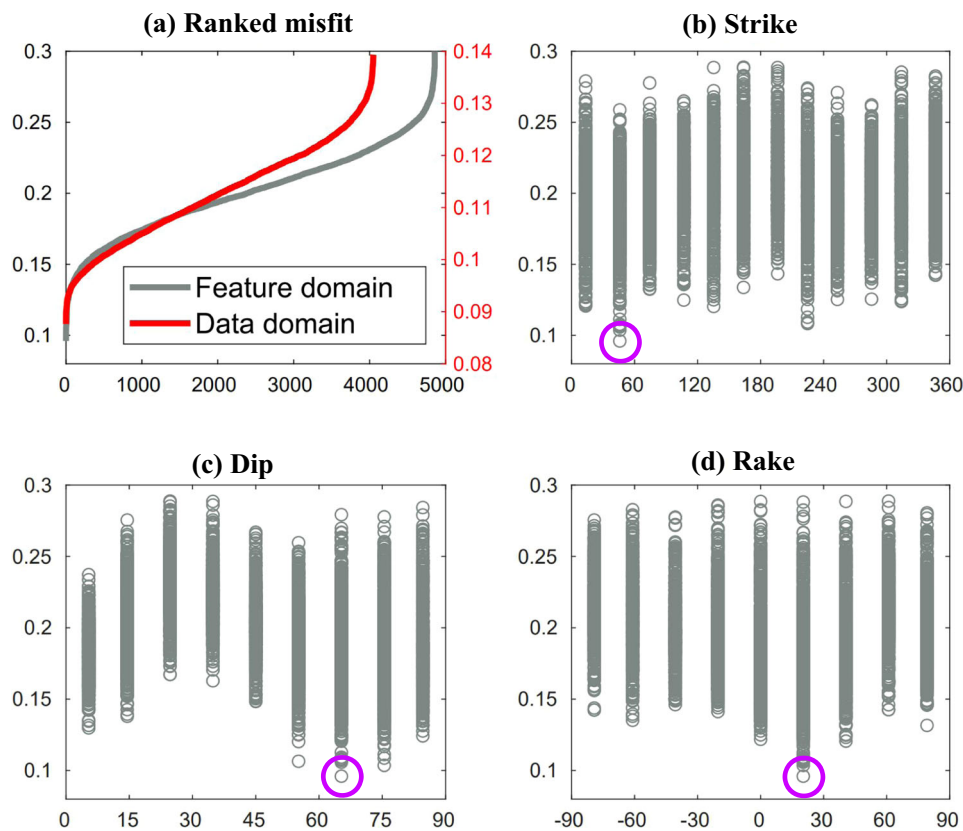 (a) Ranked misfit
0.3
0.25
0.2
0.15
0.1
0.14
0.13
0.12
0.11
0.1
0.09
0.08
Feature domain
Data domain
0 1000 2000 3000 4000 5000
(b) Strike
0.3
0.25
0.2
0.15
0.1
0 60 120 180 240 300 360
(c) Dip
0.3
0.25
0.2
0.15
0.1
0 15 30 45 60 75 90
(d) Rake
0.3
0.25
0.2
0.15
0.1
-90 -60 -30 0 30 60 90